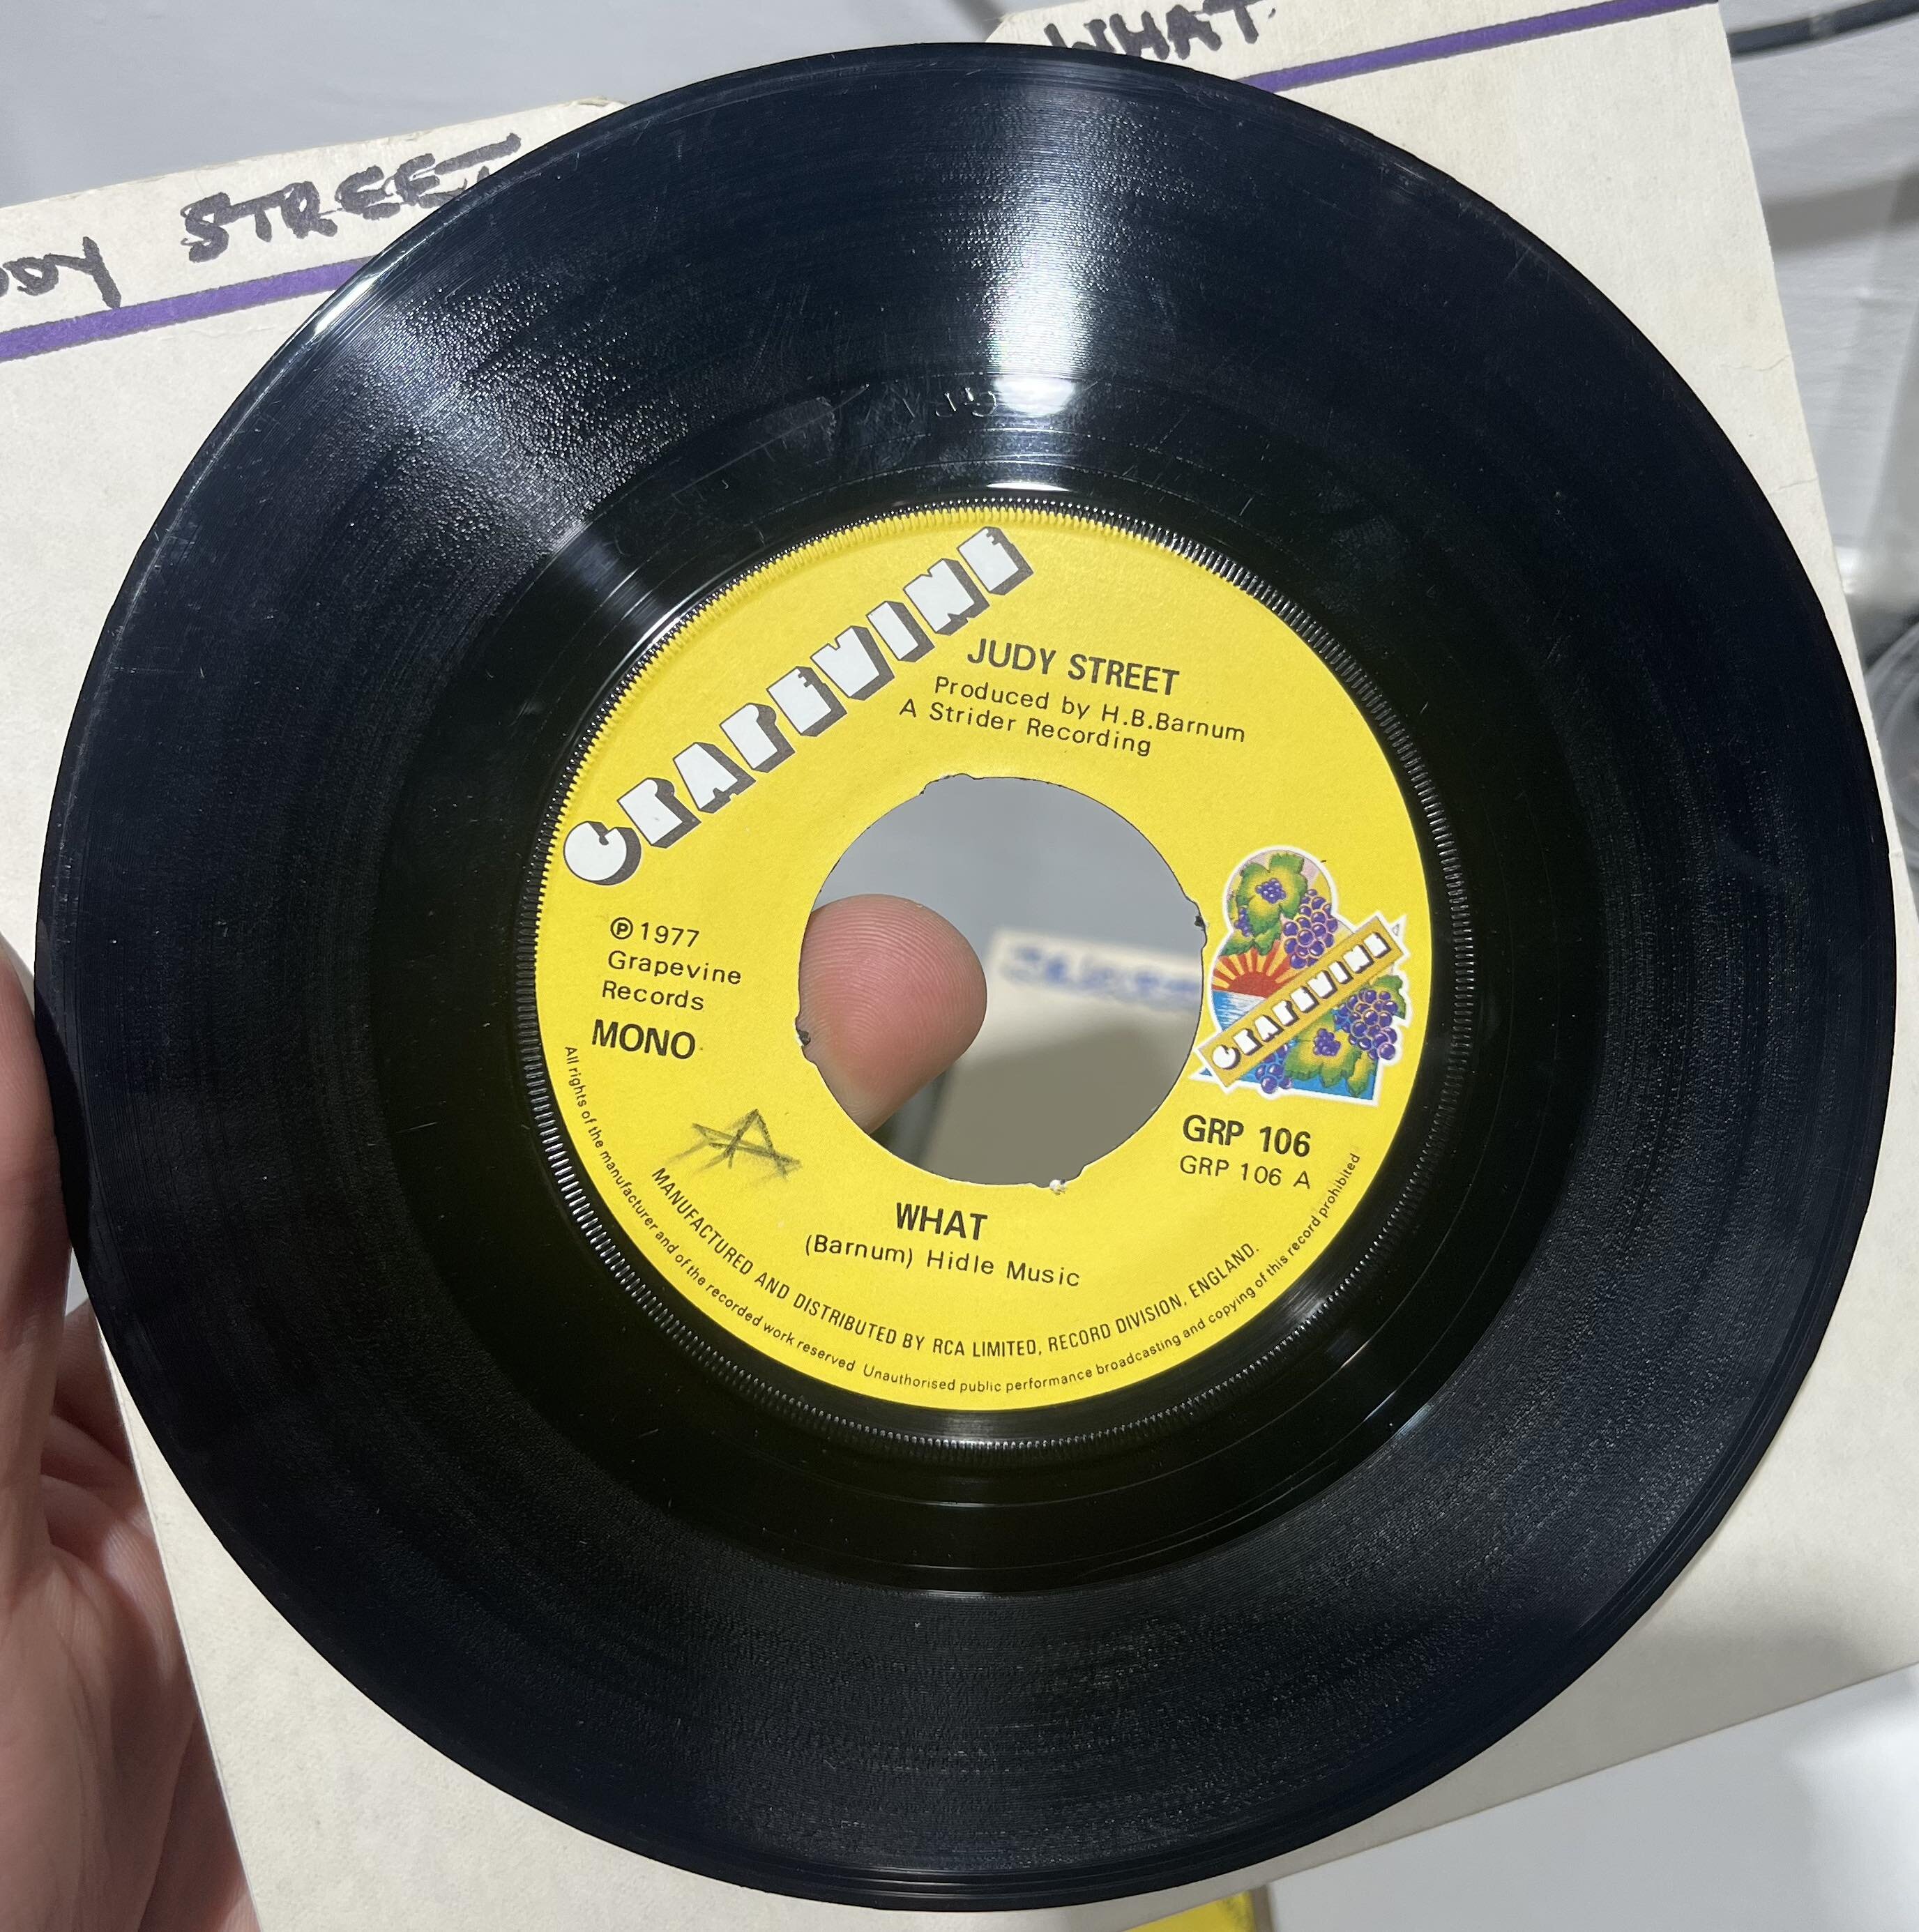 STREET
WHAT
GRAPEVINE
JUDY STREET
Produced by H.B.Barnum
A Strider Recording
℗ 1977
Grapevine
Records
MONO
GRAPEVINE
GRP 106
GRP 106 A
WHAT
(Barnum) Hidle Music
MANUFACTURED AND DISTRIBUTED BY RCA LIMITED, RECORD DIVISION, ENGLAND.
All rights of the manufacturer and of the recorded work reserved Unauthorised public performance broadcasting and copying of this record prohibited